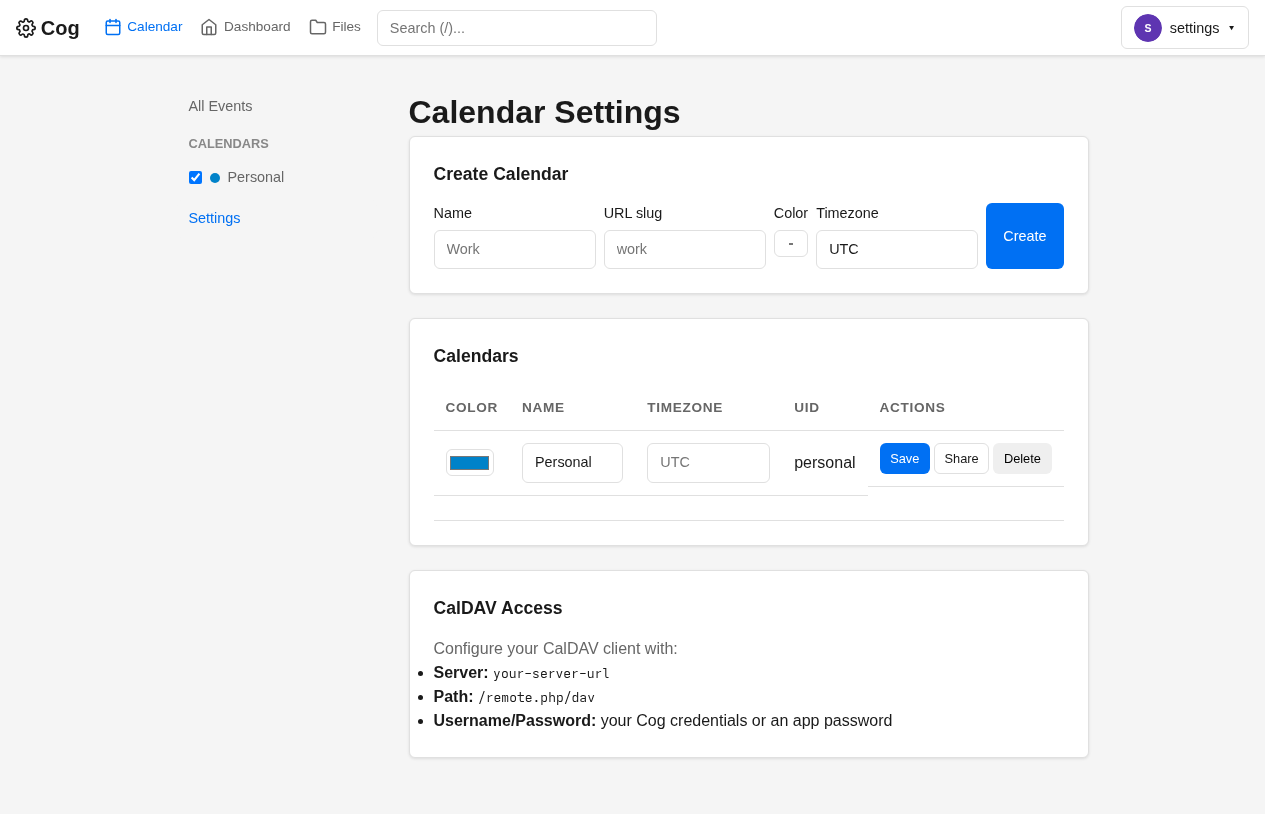 Cog Calendar Dashboard Files Search (/)... S settings
All Events
CALENDARS
Personal
Settings
Calendar Settings
Create Calendar
Name URL slug Color Timezone
Work work - UTC Create
Calendars
COLOR NAME TIMEZONE UID ACTIONS
Personal UTC personal Save Share Delete
CalDAV Access
Configure your CalDAV client with:
Server: your-server-url
Path: /remote.php/dav
Username/Password: your Cog credentials or an app password